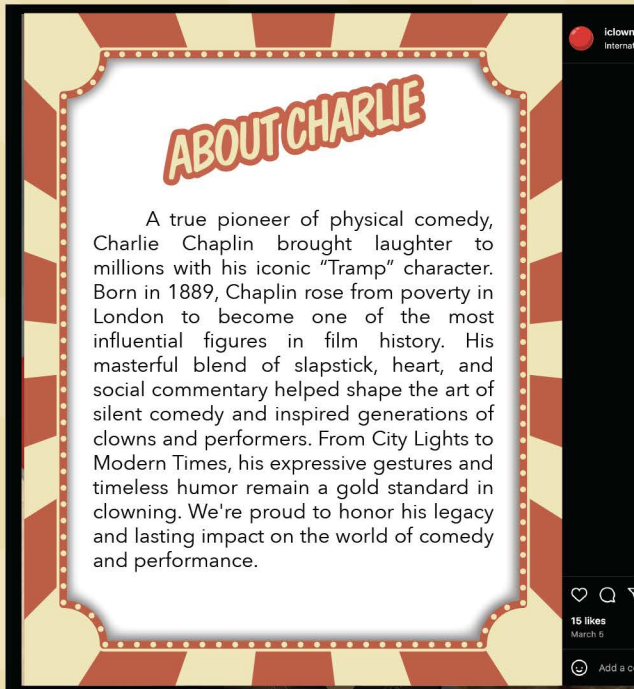 ABOUT CHARLIE
A true pioneer of physical comedy,
Charlie Chaplin brought laughter to
millions with his iconic “Tramp” character.
Born in 1889, Chaplin rose from poverty in
London to become one of the most
influential figures in film history. His
masterful blend of slapstick, heart, and
social commentary helped shape the art of
silent comedy and inspired generations of
clowns and performers. From City Lights to
Modern Times, his expressive gestures and
timeless humor remain a gold standard in
clowning. We're proud to honor his legacy
and lasting impact on the world of comedy
and performance.
iclown
Internat
15 likes
March 5
Add a c